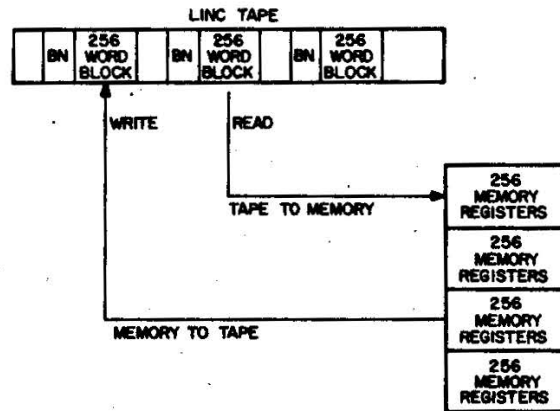 LINC TAPE
BN
256
WORD
BLOCK
BN
256
WORD
BLOCK
BN
256
WORD
BLOCK
WRITE
READ
TAPE TO MEMORY
256
MEMORY
REGISTERS
256
MEMORY
REGISTERS
MEMORY TO TAPE
256
MEMORY
REGISTERS
256
MEMORY
REGISTERS